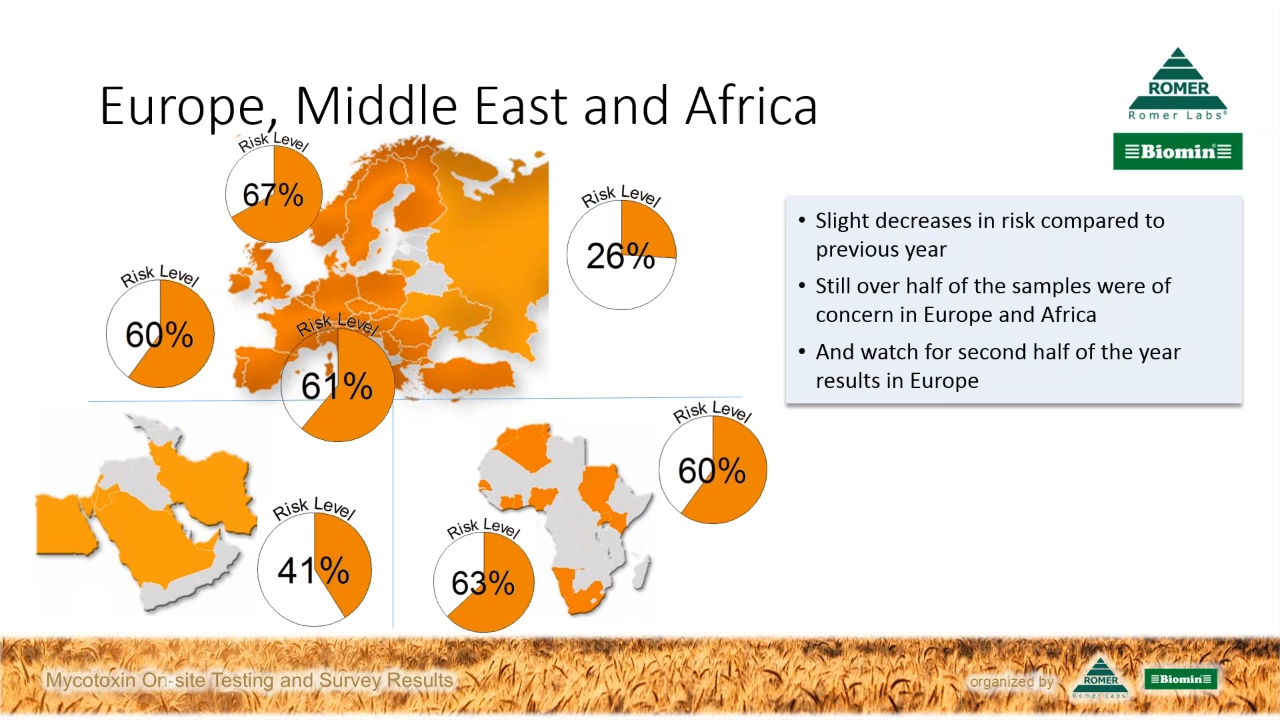 Europe, Middle East and Africa
ROMER
Romer Labs®
Biomin®
Risk Level
67%
Risk Level
26%
Risk Level
60%
Risk Level
61%
• Slight decreases in risk compared to
previous year
• Still over half of the samples were of
concern in Europe and Africa
• And watch for second half of the year
results in Europe
Risk Level
60%
Risk Level
41%
Risk Level
63%
Mycotoxin On-site Testing and Survey Results
organized by
ROMER
Romer Labs®
Biomin®